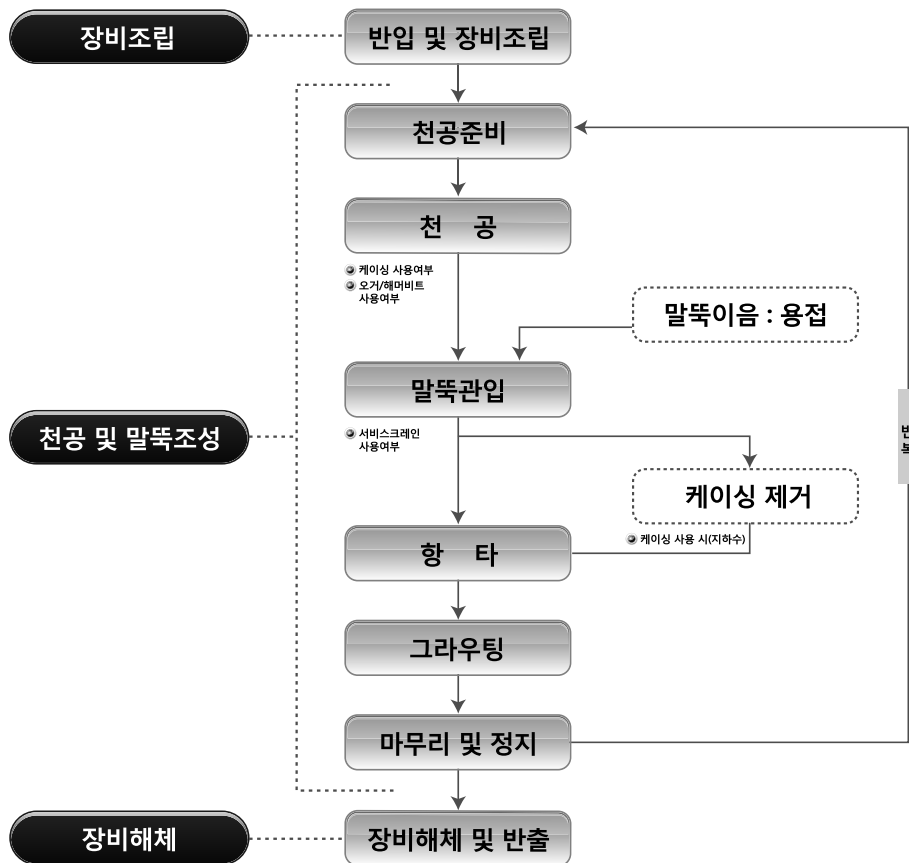 장비조립
반입 및 장비조립
천공준비
천 공
케이싱 사용여부
오거/해머비트
사용여부
말뚝이음 : 용접
말뚝관입
천공 및 말뚝조성
서비스크레인
사용여부
케이싱 제거
케이싱 사용 시(지하수)
항 타
그라우팅
마무리 및 정지
장비해체
장비해체 및 반출